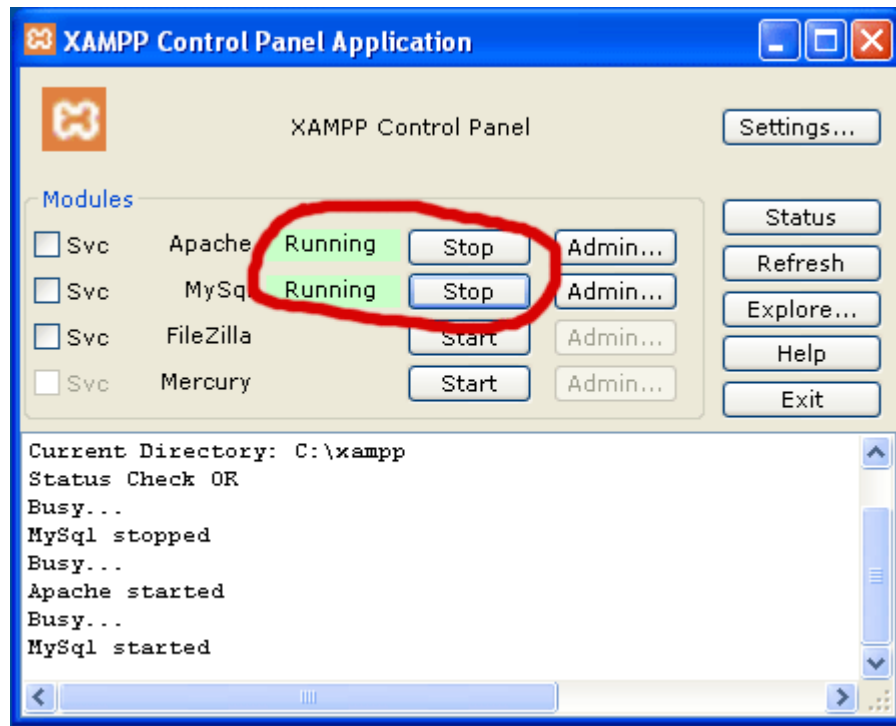 XAMPP Control Panel Application
XAMPP Control Panel
Settings...
Modules
Svc Apache Running Stop Admin...
Svc MySql Running Stop Admin...
Svc FileZilla Start Admin...
Svc Mercury Start Admin...
Status
Refresh
Explore...
Help
Exit
Current Directory: C:\xampp
Status Check OK
Busy...
MySql stopped
Busy...
Apache started
Busy...
MySql started